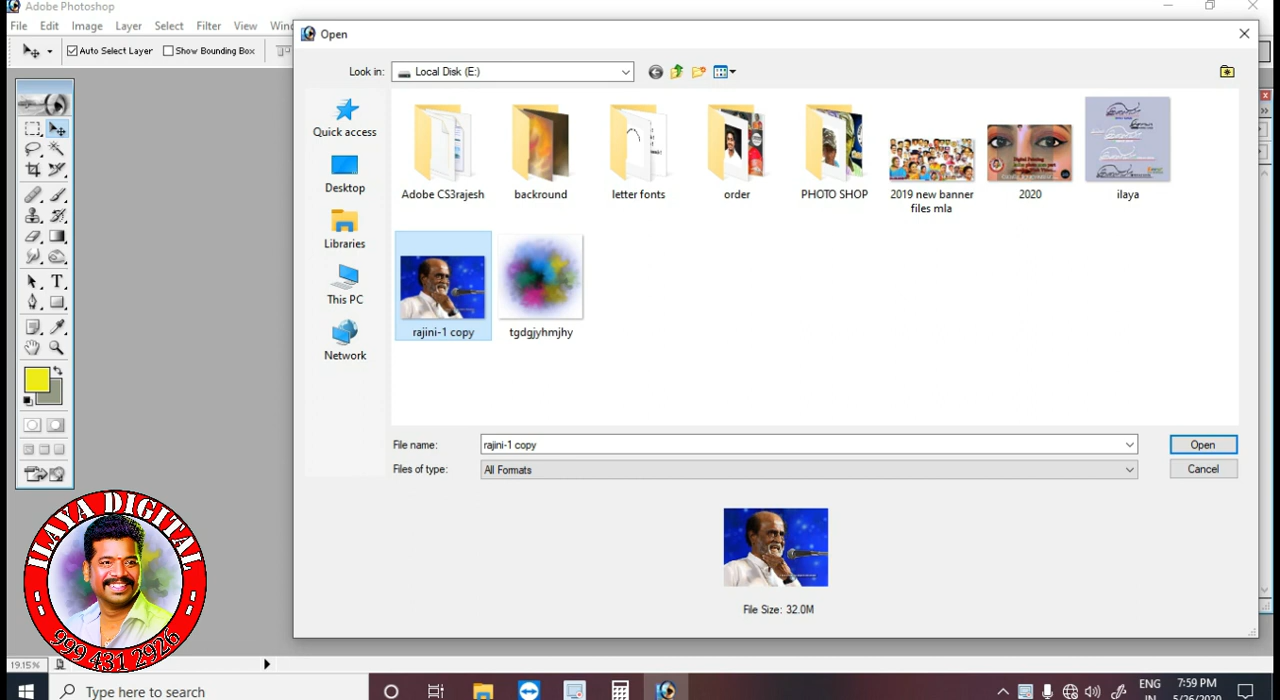 Adobe Photoshop
File Edit Image Layer Select Filter View
Auto Select Layer Show Bounding Box
Open
Look in: Local Disk (E:)
Quick access
Desktop
Libraries
This PC
Network
Adobe CS3rajesh backround letter fonts order PHOTO SHOP 2019 new banner files mla 2020 ilaya
rajini-1 copy tgdgjyhmjhy
File name: rajini-1 copy Open
Files of type: All Formats Cancel
File Size: 32.0M
ILAYA DIGITAL
999 431 2926
19.15%
Type here to search
ENG
IN
7:59 PM
5/26/2020